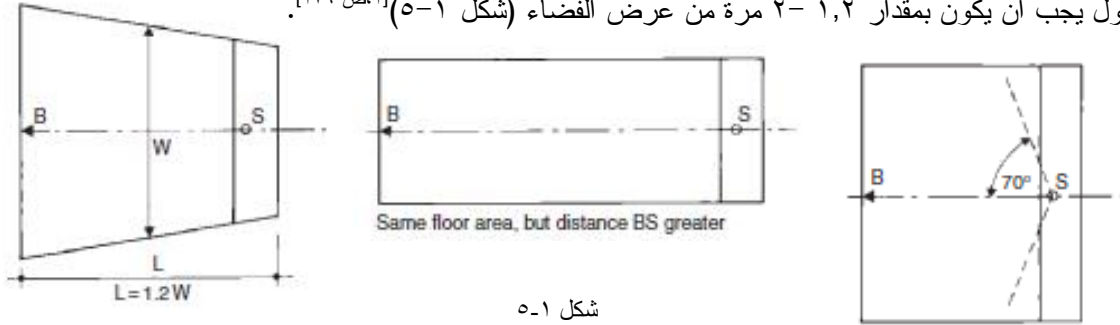 ول يجب ان يكون بمقدار ١,٢ -٢ مرة من عرض الفضاء (شكل ١-٥)
B
S
W
L
L=1.2W
B
S
Same floor area, but distance BS greater
B
70°
S
شكل ١-٥